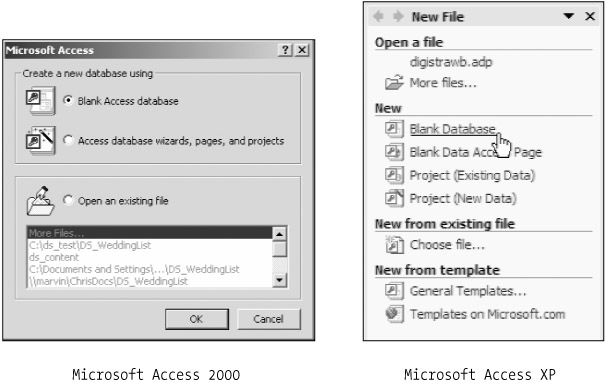 Microsoft Access
Create a new database using
Blank Access database
Access database wizards, pages, and projects
Open an existing file
More Files...
C:\ds_test\DS_WeddingList
ds_content
C:\Documents and Settings\...\DS_WeddingList
\\marvin\ChrisDocs\DS_WeddingList
OK
Cancel
Microsoft Access 2000
New File
Open a file
digistrawb.adp
More files...
New
Blank Database
Blank Data Access Page
Project (Existing Data)
Project (New Data)
New from existing file
Choose file...
New from template
General Templates...
Templates on Microsoft.com
Microsoft Access XP